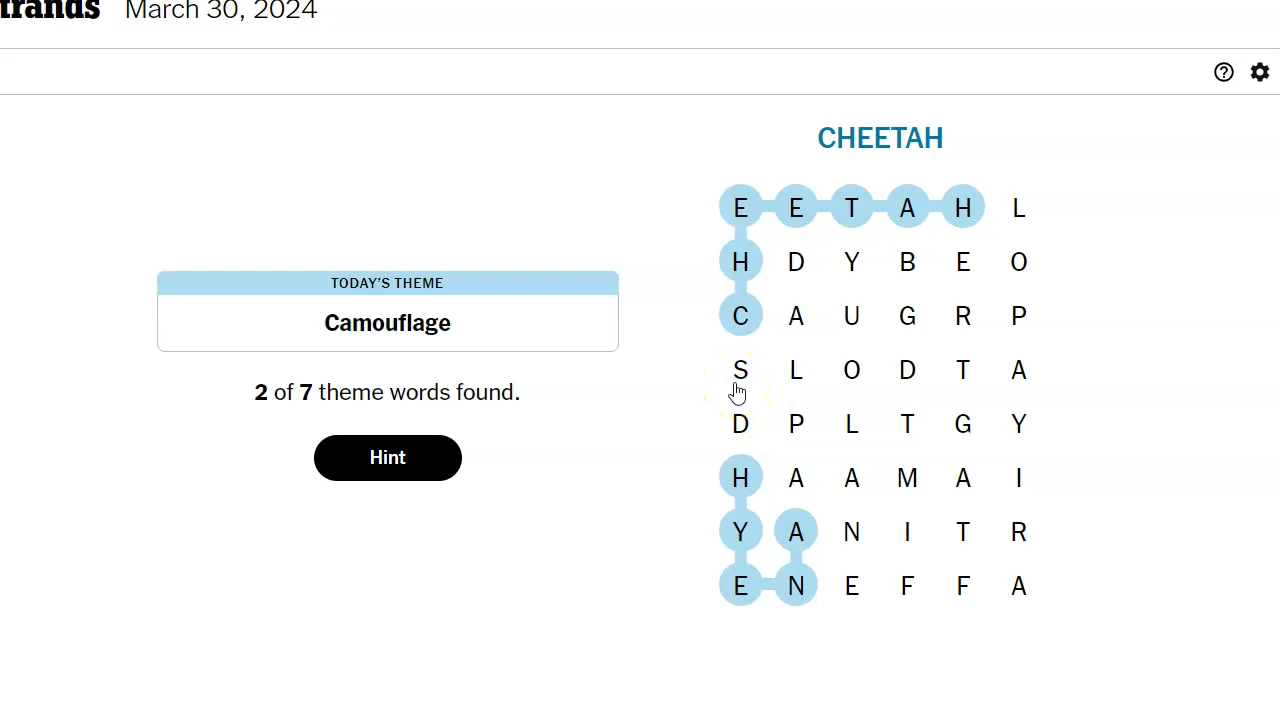 trands March 30, 2024
CHEETAH
E E T A H L
H D Y B E O
C A U G R P
TODAY'S THEME
Camouflage
2 of 7 theme words found.
Hint
S L O D T A
D P L T G Y
H A A M A I
Y A N I T R
E N E F F A